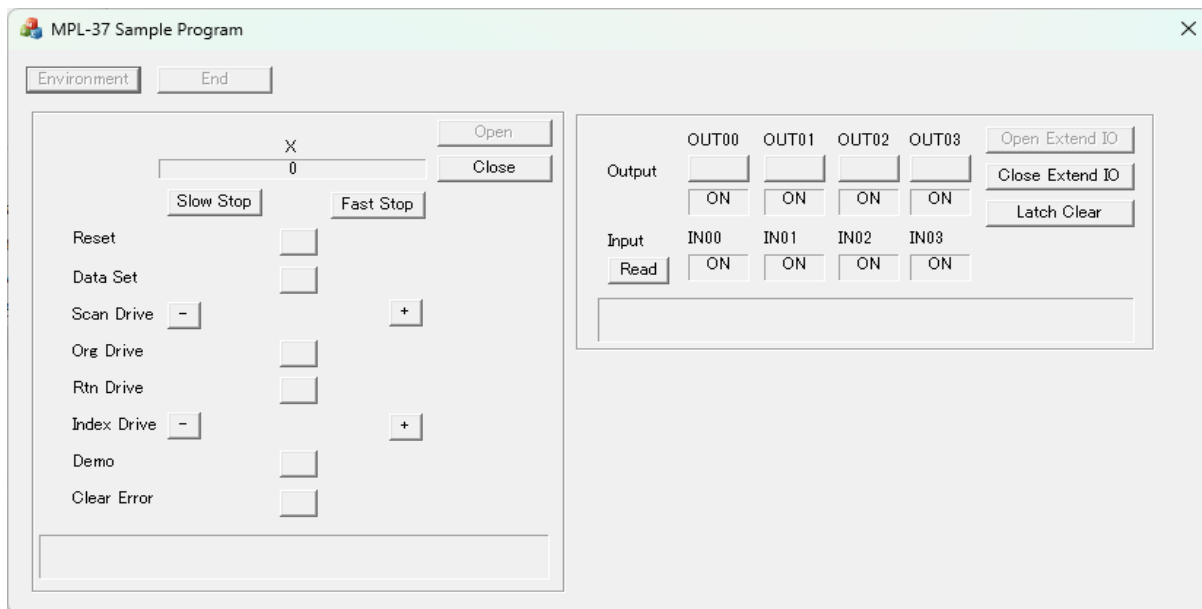 MPL-37 Sample Program
Environment End
Open
X
0
Close
Slow Stop Fast Stop
Reset
Data Set
Scan Drive - +
Org Drive
Rtn Drive
Index Drive - +
Demo
Clear Error
OUT00 OUT01 OUT02 OUT03 Open Extend IO
Output
Close Extend IO
ON ON ON ON
Latch Clear
Input IN00 IN01 IN02 IN03
Read ON ON ON ON